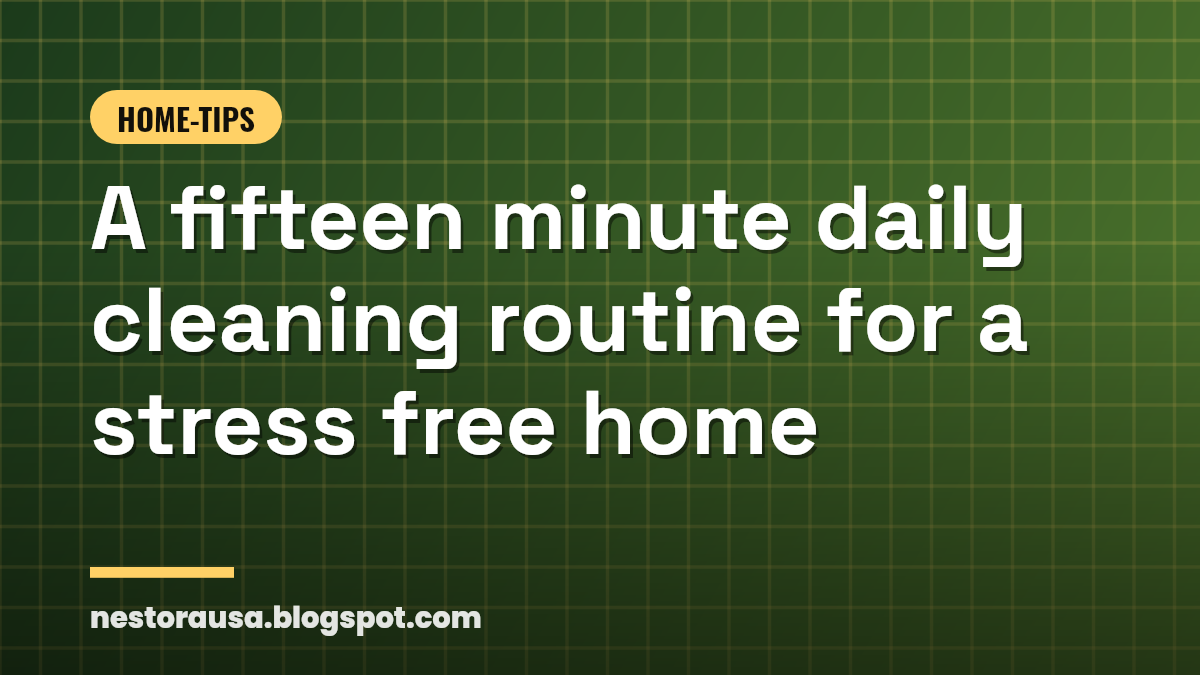 HOME-TIPS
A fifteen minute daily
cleaning routine for a
stress free home
nestorausa.blogspot.com